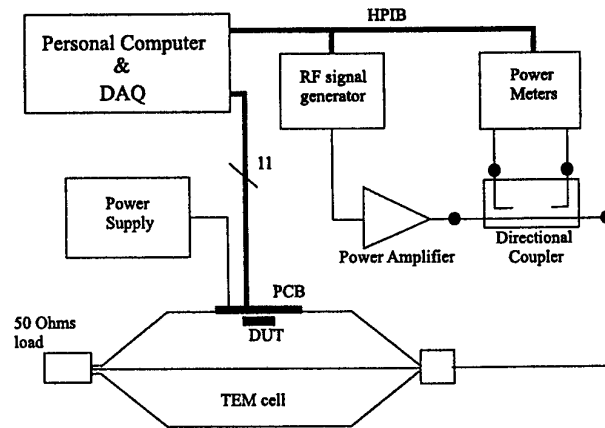 HPIB
Personal Computer
&
DAQ
RF signal
generator
Power
Meters
11
Power
Supply
Power Amplifier
Directional
Coupler
PCB
50 Ohms
load
DUT
TEM cell